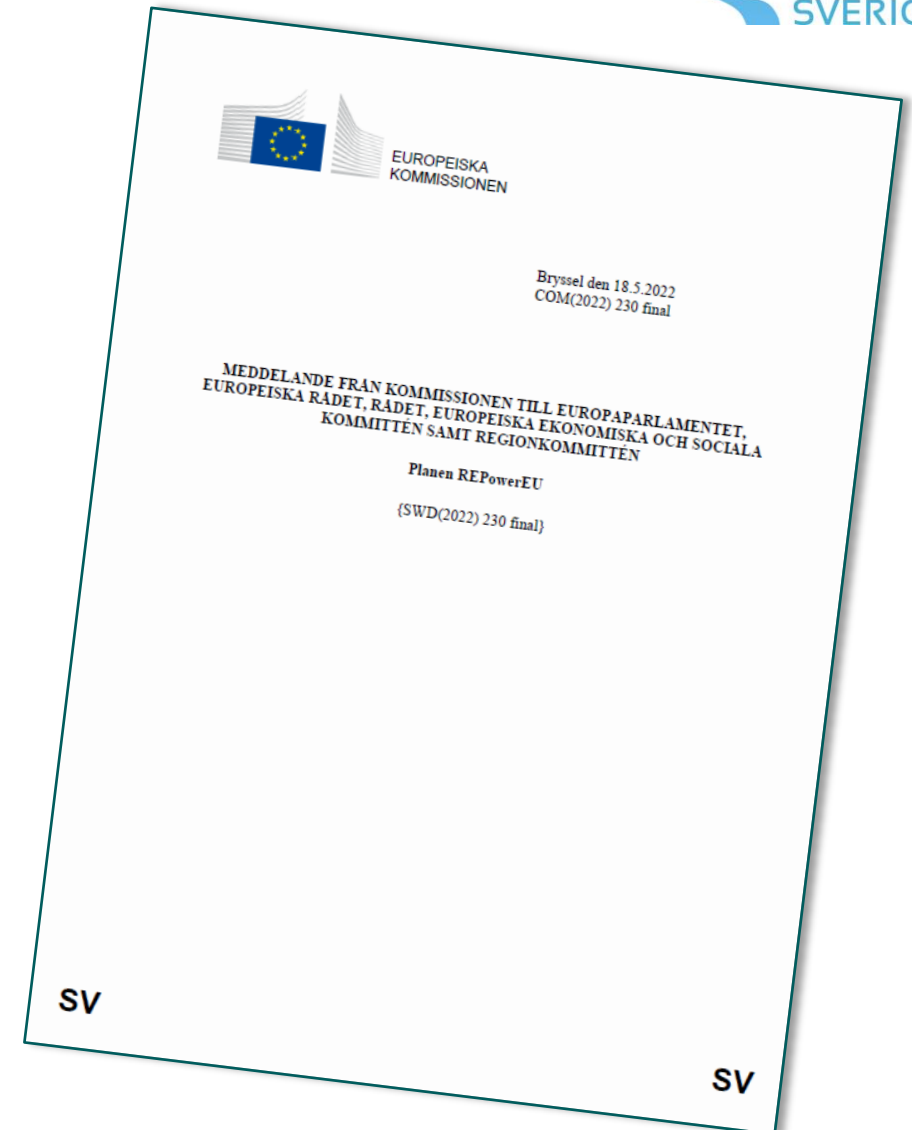 EUROPEISKA
KOMMISSIONEN
Bryssel den 18.5.2022
COM(2022) 230 final
MEDDELANDE FRÅN KOMMISSIONEN TILL EUROPAPARLAMENTET,
EUROPEISKA RÅDET, RÅDET, EUROPEISKA EKONOMISKA OCH SOCIALA
KOMMITTÉN SAMT REGIONKOMMITTÉN
Planen REPowerEU
{SWD(2022) 230 final}
SV
SV